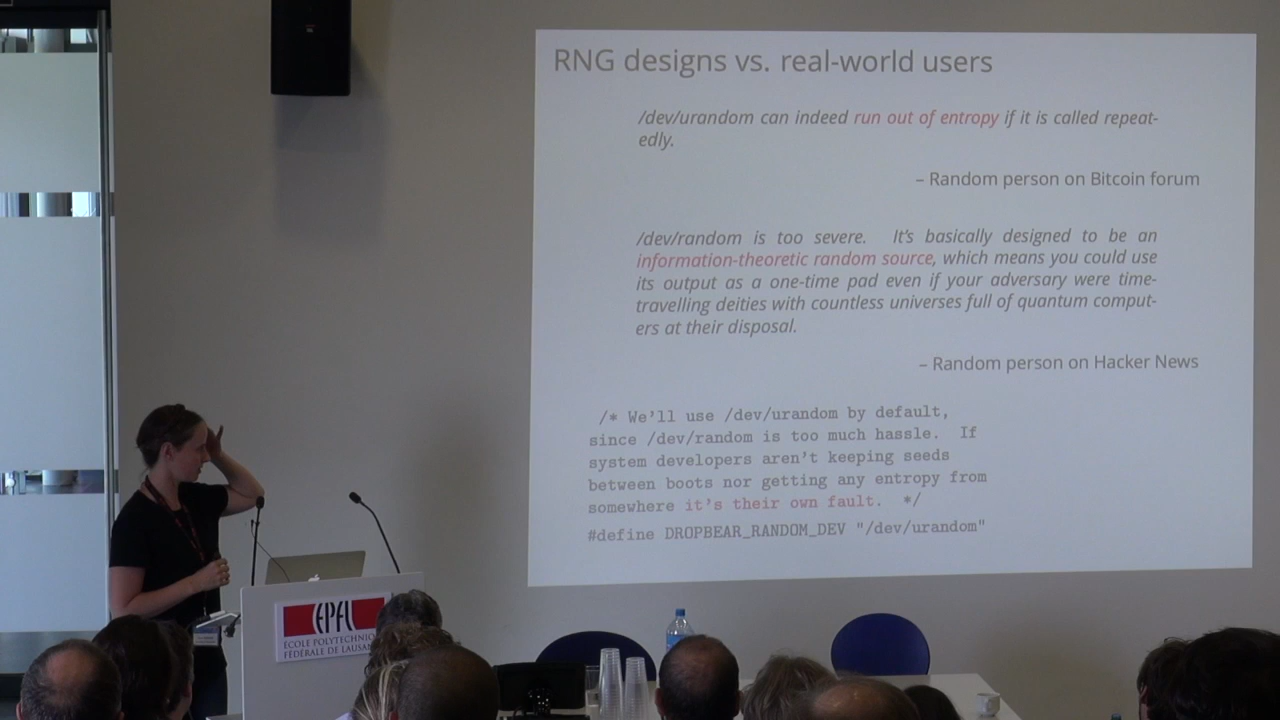 RNG designs vs. real-world users
/dev/urandom can indeed run out of entropy if it is called repeat-
edly.
– Random person on Bitcoin forum
/dev/random is too severe. It's basically designed to be an
information-theoretic random source, which means you could use
its output as a one-time pad even if your adversary were time-
travelling deities with countless universes full of quantum comput-
ers at their disposal.
– Random person on Hacker News
/* We'll use /dev/urandom by default,
since /dev/random is too much hassle. If
system developers aren't keeping seeds
between boots nor getting any entropy from
somewhere it's their own fault. */
#define DROPBEAR_RANDOM_DEV "/dev/urandom"
EPFL
ÉCOLE POLYTECHNIQ
FÉDÉRALE DE LAUSAN